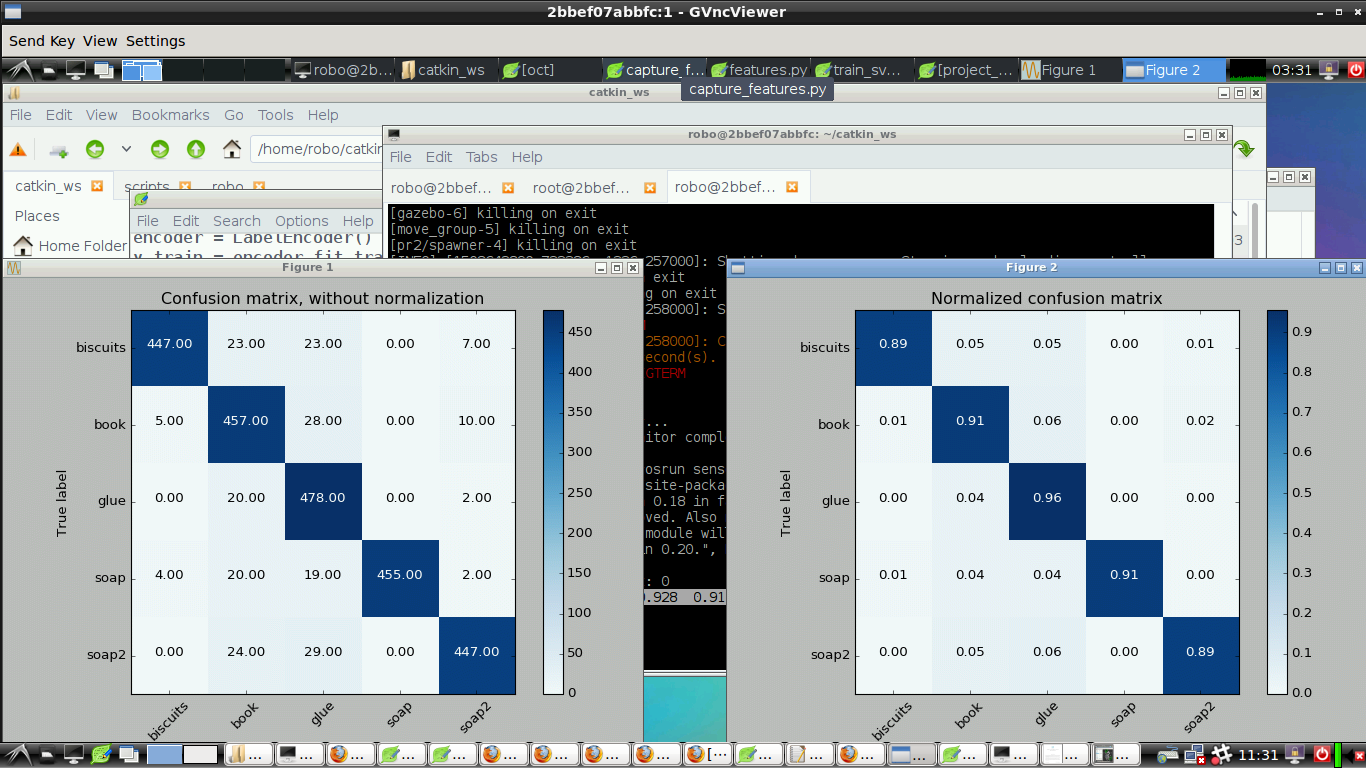 2bbef07abbfc:1 - GVncViewer
Send Key View Settings
robo@2b... catkin_ws [oct] capture_f... features.py train_sv... [project_... Figure 1 Figure 2 03:31
capture_features.py
catkin_ws
File Edit View Bookmarks Go Tools Help
/home/robo/catkin
catkin_ws scripts robo
Places
Home Folder
File Edit Search Options Help
encoder = LabelEncoder()
robo@2bbef07abbfc: ~/catkin_ws
File Edit Tabs Help
robo@2bbef... root@2bbef... robo@2bbef...
[gazebo-6] killing on exit
[move_group-5] killing on exit
[pr2/spawner-4] killing on exit
257000]: S
exit
g on exit
258000]: S
258000]: C
econd(s).
GTERM
...
itor compl
osrun sens
site-packa
0.18 in f
ved. Also
module wil
n 0.20.",
: 0
.928 0.91
3
Figure 1
Confusion matrix, without normalization
biscuits 447.00 23.00 23.00 0.00 7.00
book 5.00 457.00 28.00 0.00 10.00
glue 0.00 20.00 478.00 0.00 2.00
soap 4.00 20.00 19.00 455.00 2.00
soap2 0.00 24.00 29.00 0.00 447.00
True label
biscuits book glue soap soap2
450
400
350
300
250
200
150
100
50
0
Figure 2
Normalized confusion matrix
biscuits 0.89 0.05 0.05 0.00 0.01
book 0.01 0.91 0.06 0.00 0.02
glue 0.00 0.04 0.96 0.00 0.00
soap 0.01 0.04 0.04 0.91 0.00
soap2 0.00 0.05 0.06 0.00 0.89
True label
biscuits book glue soap soap2
0.9
0.8
0.7
0.6
0.5
0.4
0.3
0.2
0.1
0.0
... ... ... ... ... ... ... ... ... [... ... ... ... ... ... ... ... 11:31